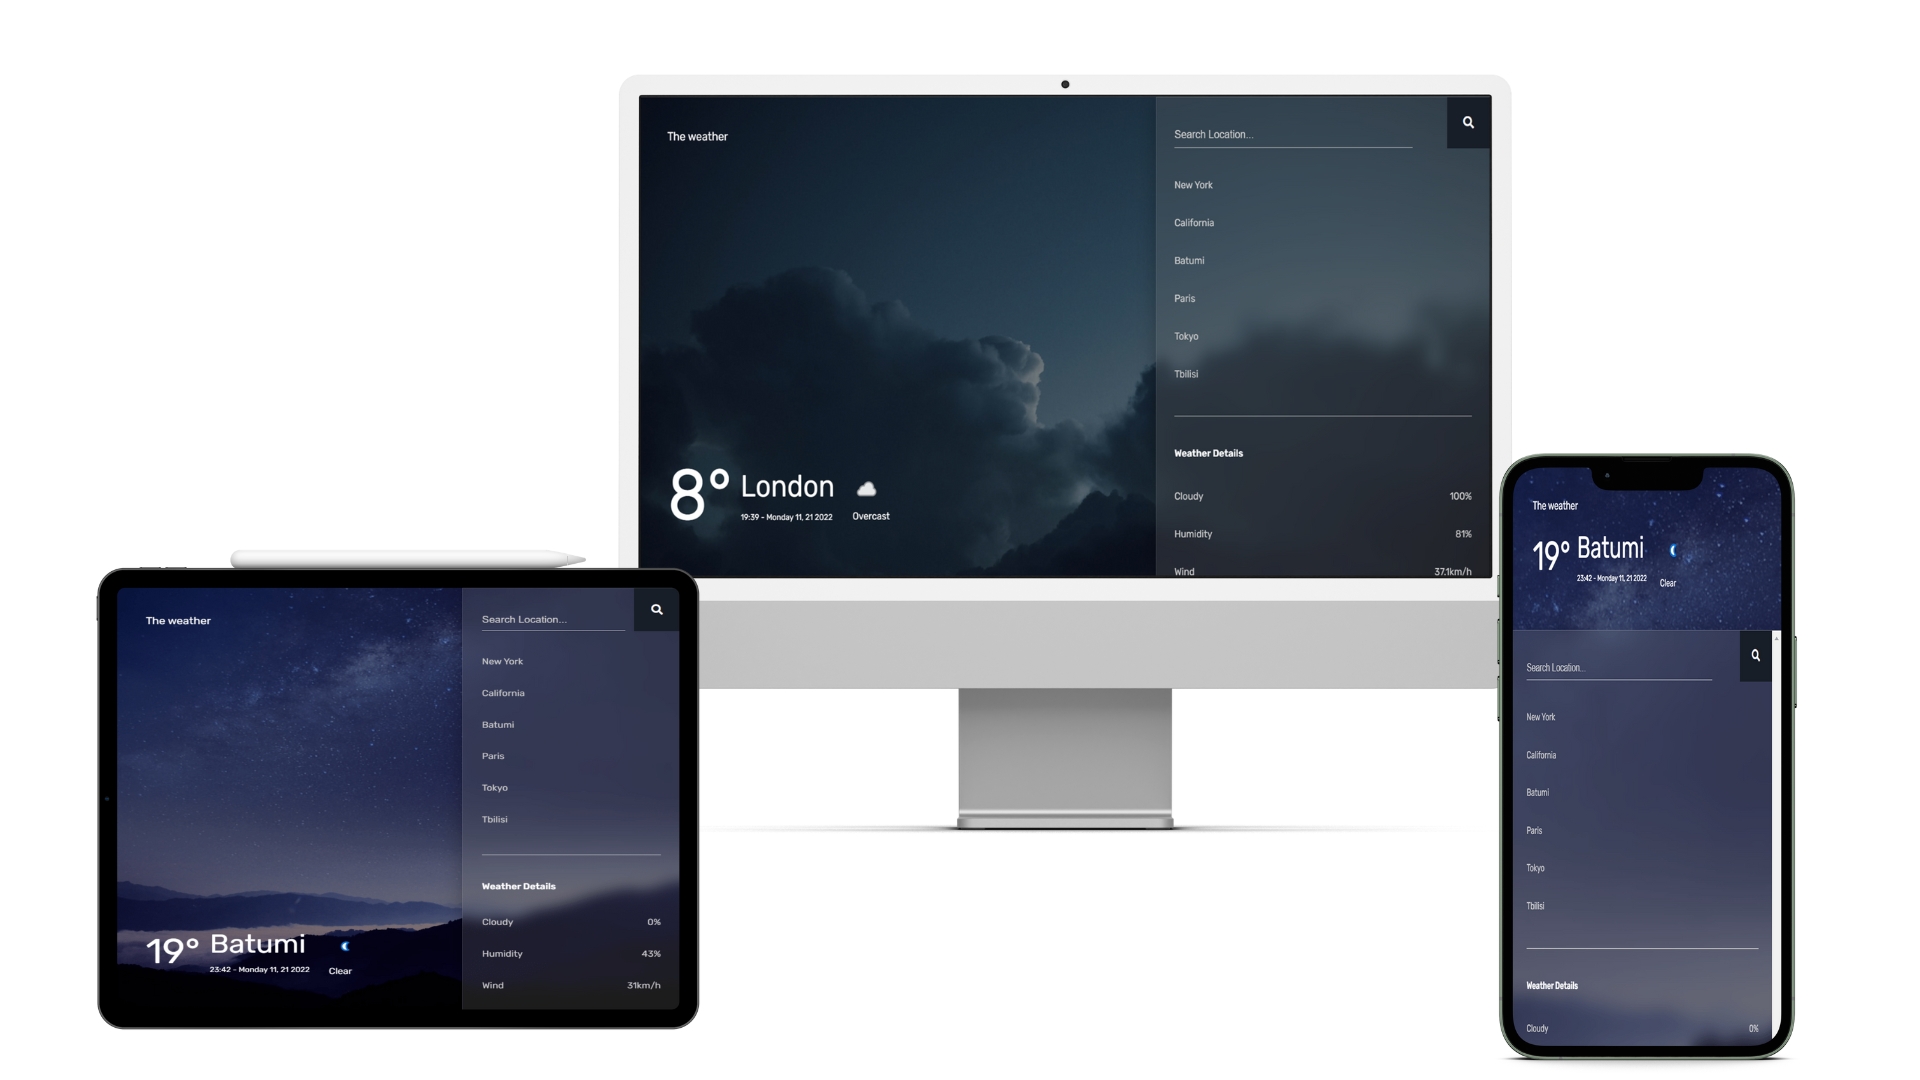 The weather
8° London
19:39 - Monday 11, 21 2022
Overcast
Search Location...
New York
California
Batumi
Paris
Tokyo
Tbilisi
Weather Details
Cloudy 100%
Humidity 81%
Wind 37.1km/h
The weather
19° Batumi
23:42 - Monday 11, 21 2022
Clear
Search Location...
New York
California
Batumi
Paris
Tokyo
Tbilisi
Weather Details
Cloudy 0%
Humidity 43%
Wind 31km/h
The weather
19° Batumi
23:42 - Monday 11, 21 2022
Clear
Search Location...
New York
California
Batumi
Paris
Tokyo
Tbilisi
Weather Details
Cloudy 0%